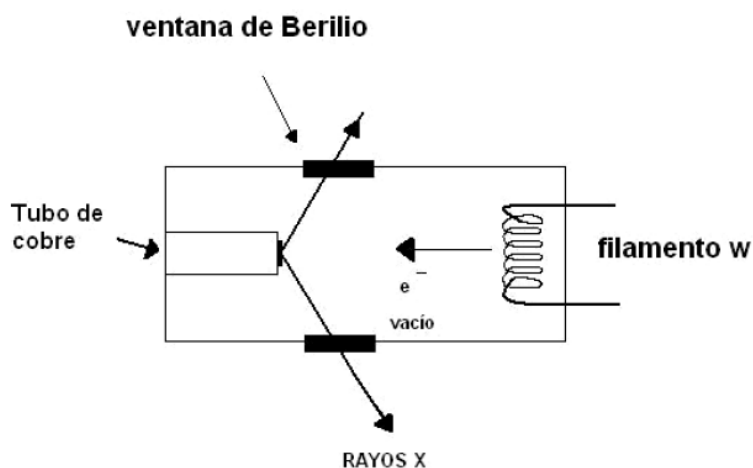 ventana de Berilio
Tubo de
cobre
filamento w
e⁻
vacío
RAYOS X